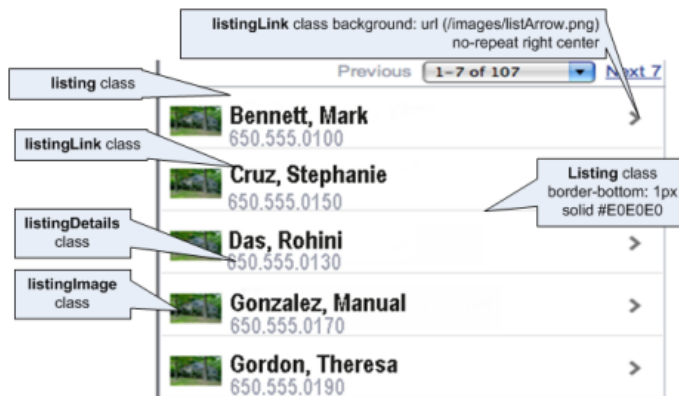 listingLink class background: url (/images/listArrow.png)
no-repeat right center
Previous 1-7 of 107 Next 7
listing class
Bennett, Mark
650.555.0100
listingLink class
Cruz, Stephanie
650.555.0150
Listing class
border-bottom: 1px
solid #E0E0E0
listingDetails
class
Das, Rohini
650.555.0130
listingImage
class
Gonzalez, Manual
650.555.0170
Gordon, Theresa
650.555.0190